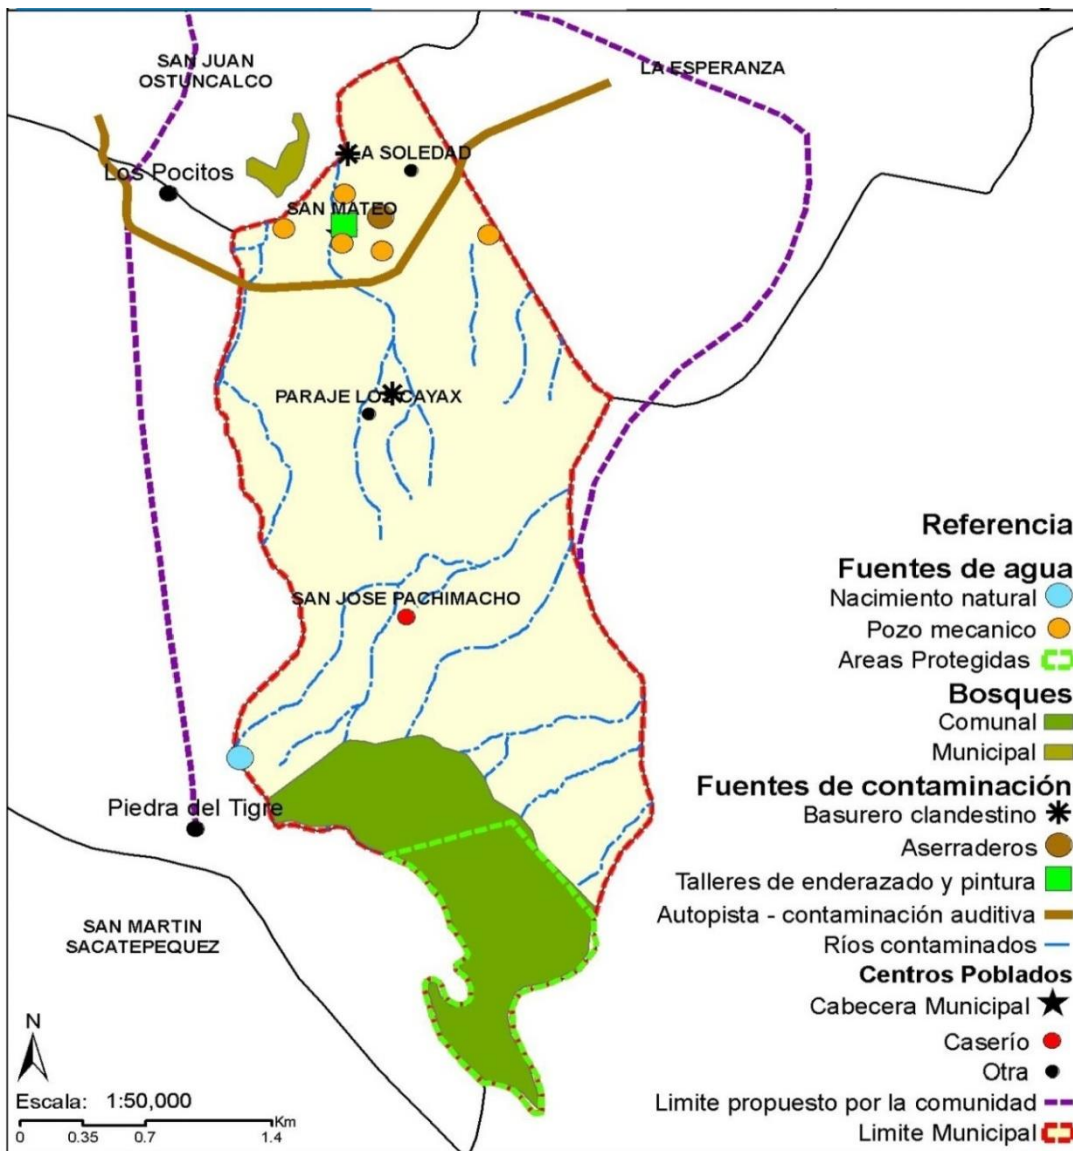 SAN JUAN
OSTUNCALCO
LA ESPERANZA
LA SOLEDAD
Los Pocitos
SAN MATEO
PARAJE LOS CAYAX
SAN JOSE PACHIMACHO
Piedra del Tigre
SAN MARTIN
SACATEPEQUEZ
N
Escala: 1:50,000
Km
0 0.35 0.7 1.4
Referencia
Fuentes de agua
Nacimiento natural
Pozo mecanico
Areas Protegidas
Bosques
Comunal
Municipal
Fuentes de contaminación
Basurero clandestino
Aserraderos
Talleres de enderazado y pintura
Autopista - contaminación auditiva
Ríos contaminados
Centros Poblados
Cabecera Municipal
Caserío
Otra
Limite propuesto por la comunidad
Limite Municipal